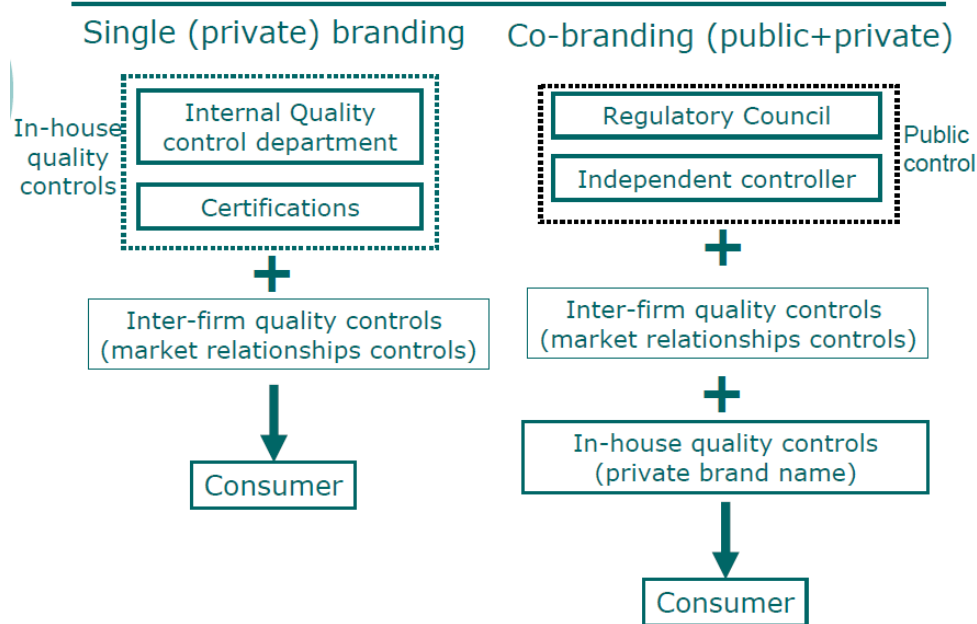 Single (private) branding
In-house
quality
controls
Internal Quality
control department
Certifications
+
Inter-firm quality controls
(market relationships controls)
Consumer
Co-branding (public+private)
Regulatory Council
Independent controller
Public
control
+
Inter-firm quality controls
(market relationships controls)
+
In-house quality controls
(private brand name)
Consumer